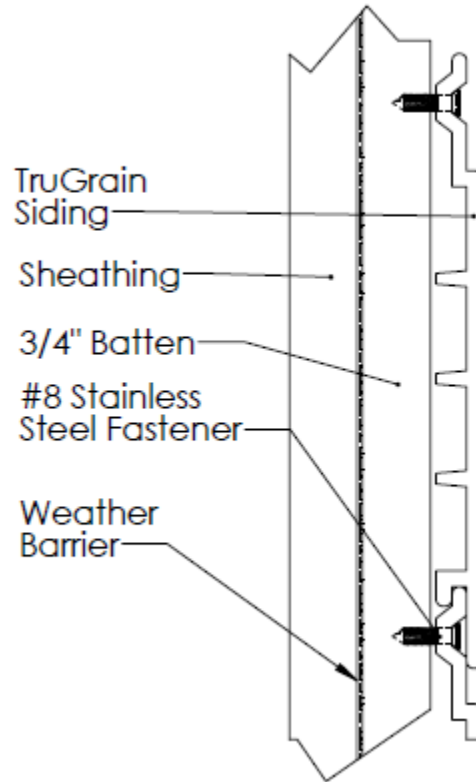 TruGrain
Siding
Sheathing
3/4" Batten
#8 Stainless
Steel Fastener
Weather
Barrier